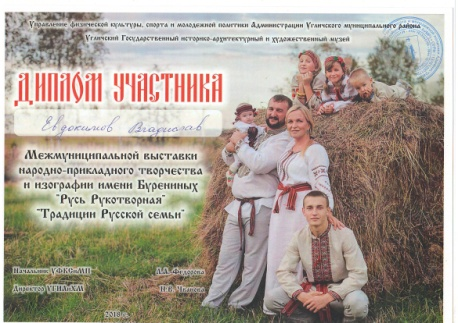 Управление физической культуры, спорта и молодежной политики Администрации Угличского муниципального района
Угличский Государственный историко-архитектурный и художественный музей
ДИПЛОМ УЧАСТНИКА
Евдокимов Владислав
Межмуниципальной выставки
народно-прикладного творчества
и изографии имени Бурениных
"Русь Рукотворная"
"Традиции Русской семьи"
Начальник УФКСиМП
Федорова
Директор УГИАиХМ
2018 г.